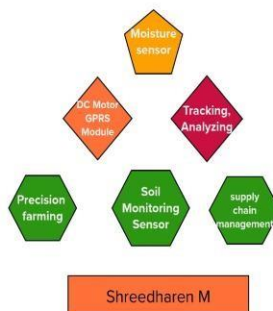 Moisture
sensor
DC Motor
GPRS
Module
Tracking,
Analyzing
Precision
farming
Soil
Monitoring
Sensor
supply
chain
management
Shreedharen M